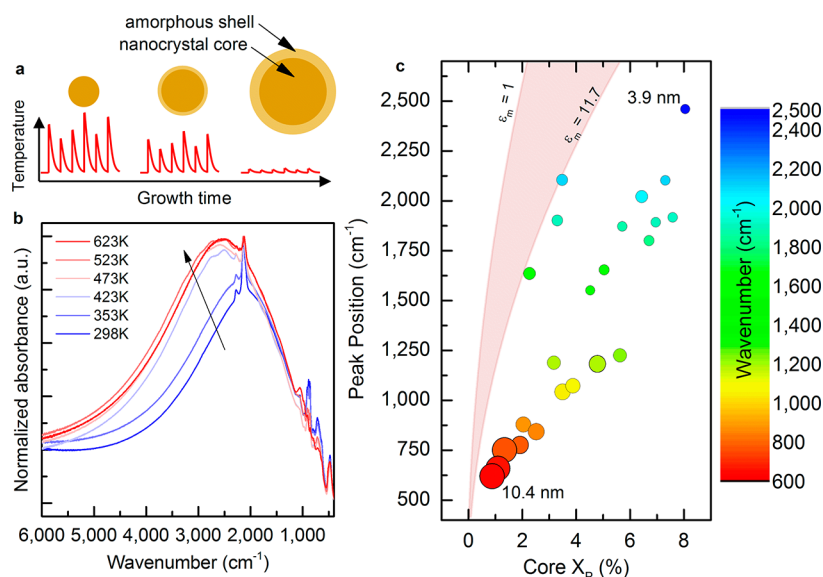 amorphous shell
nanocrystal core
a
Temperature
Growth time
b
623K
523K
473K
423K
353K
298K
Normalized absorbance (a.u.)
6,000 5,000 4,000 3,000 2,000 1,000
Wavenumber (cm⁻¹)
c
εm = 1
εm = 11.7
3.9 nm
10.4 nm
2,500
2,250
2,000
1,750
1,500
1,250
1,000
750
500
Peak Position (cm⁻¹)
0 2 4 6 8
Core XP (%)
2,500
2,400
2,000
1,800
1,600
1,400
1,200
1,000
800
600
Wavenumber (cm⁻¹)